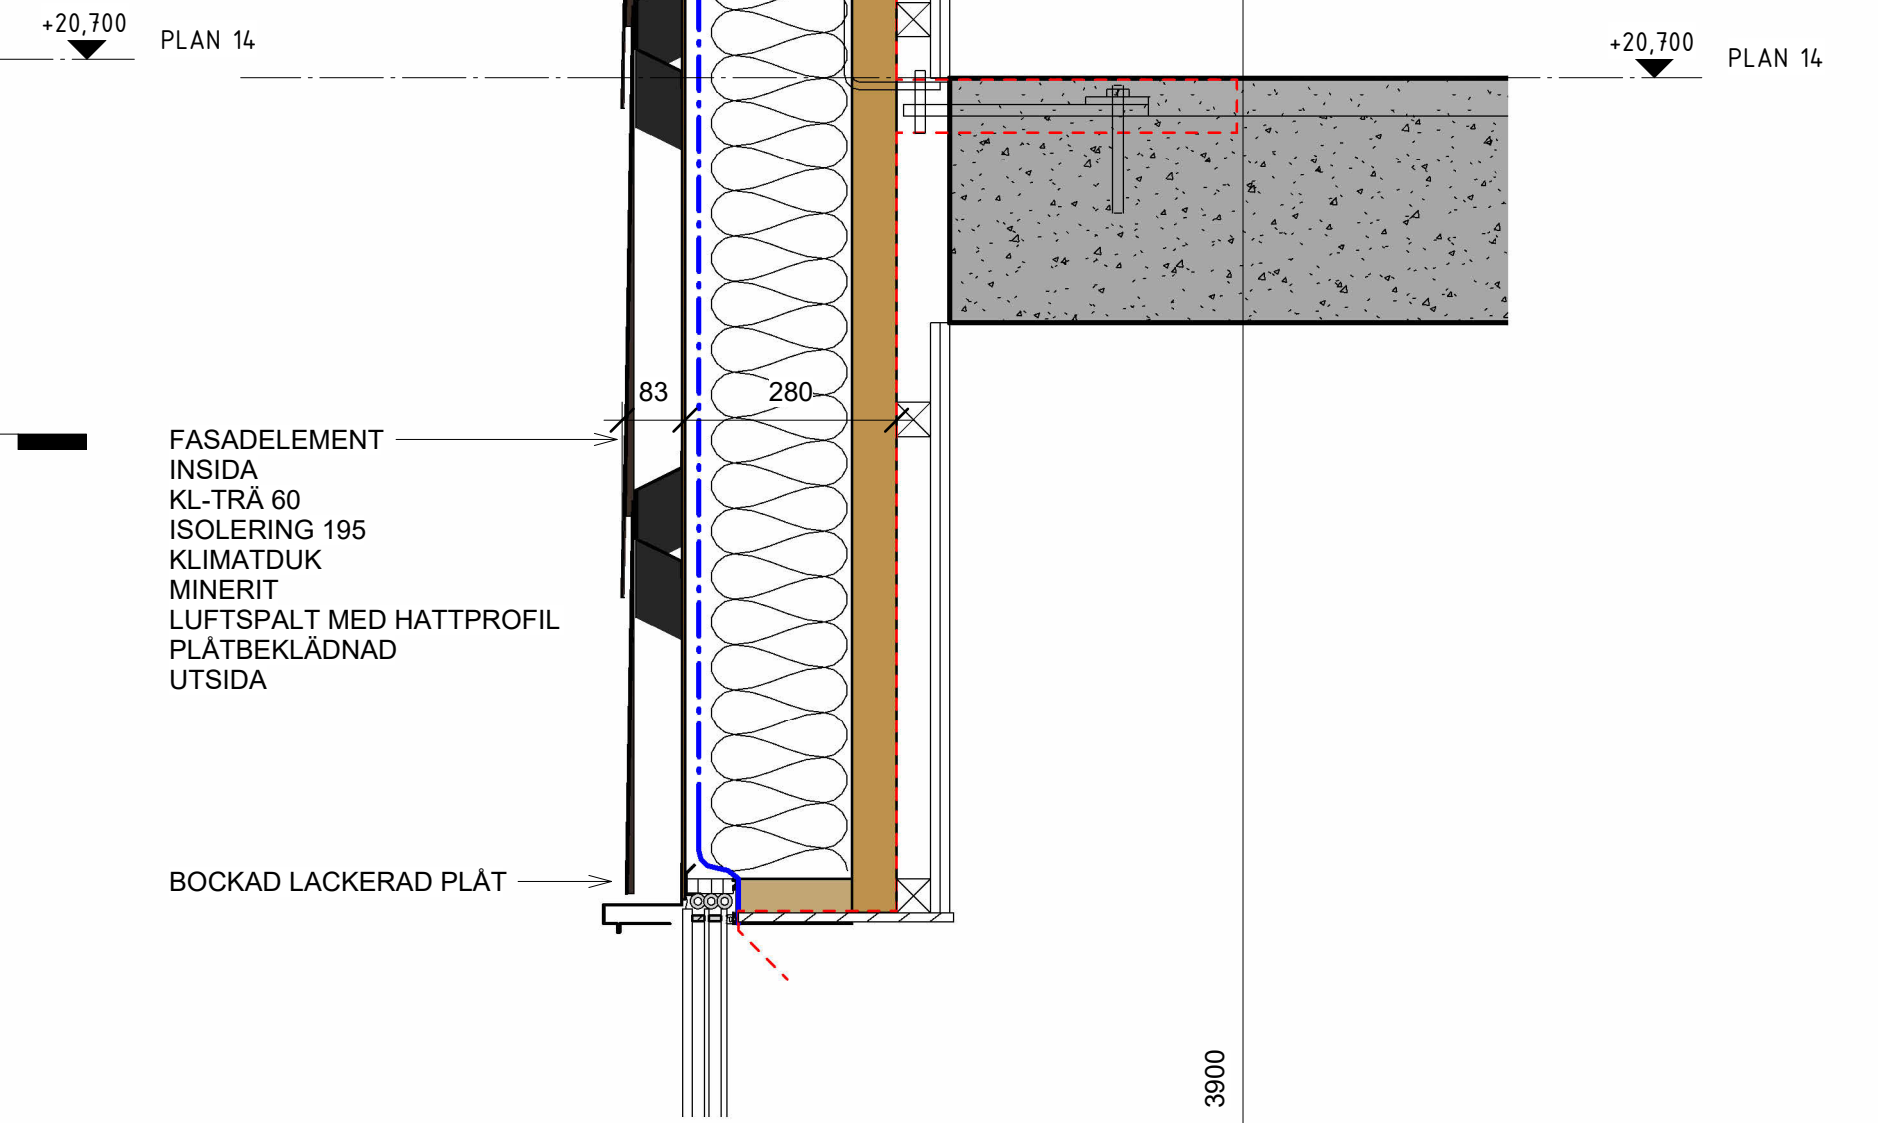 +20,700
PLAN 14
+20,700
PLAN 14
83
280
FASADELEMENT
INSIDA
KL-TRÄ 60
ISOLERING 195
KLIMATDUK
MINERIT
LUFTSPALT MED HATTPROFIL
PLÅTBEKLÄDNAD
UTSIDA
BOCKAD LACKERAD PLÅT
3900